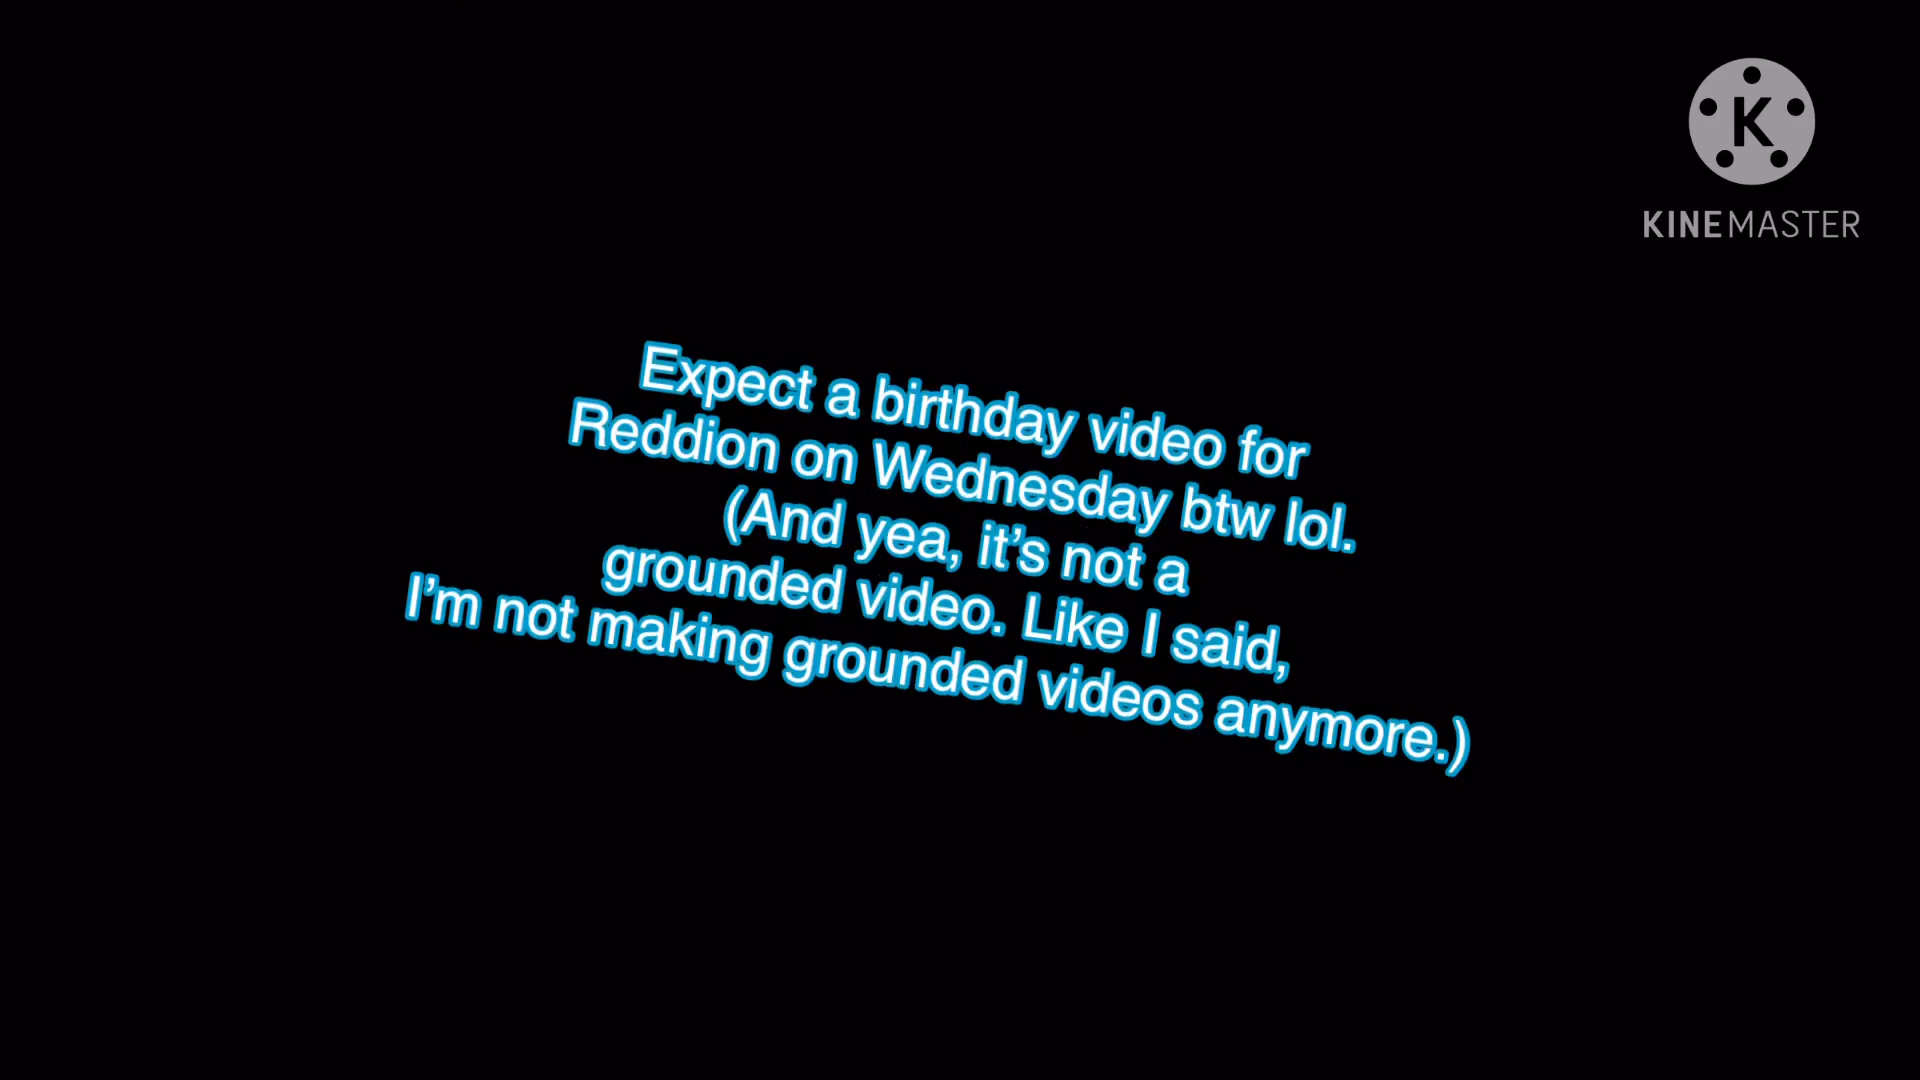 K
KINEMASTER
Expect a birthday video for
Reddion on Wednesday btw lol.
(And yea, it’s not a
grounded video. Like I said,
I’m not making grounded videos anymore.)